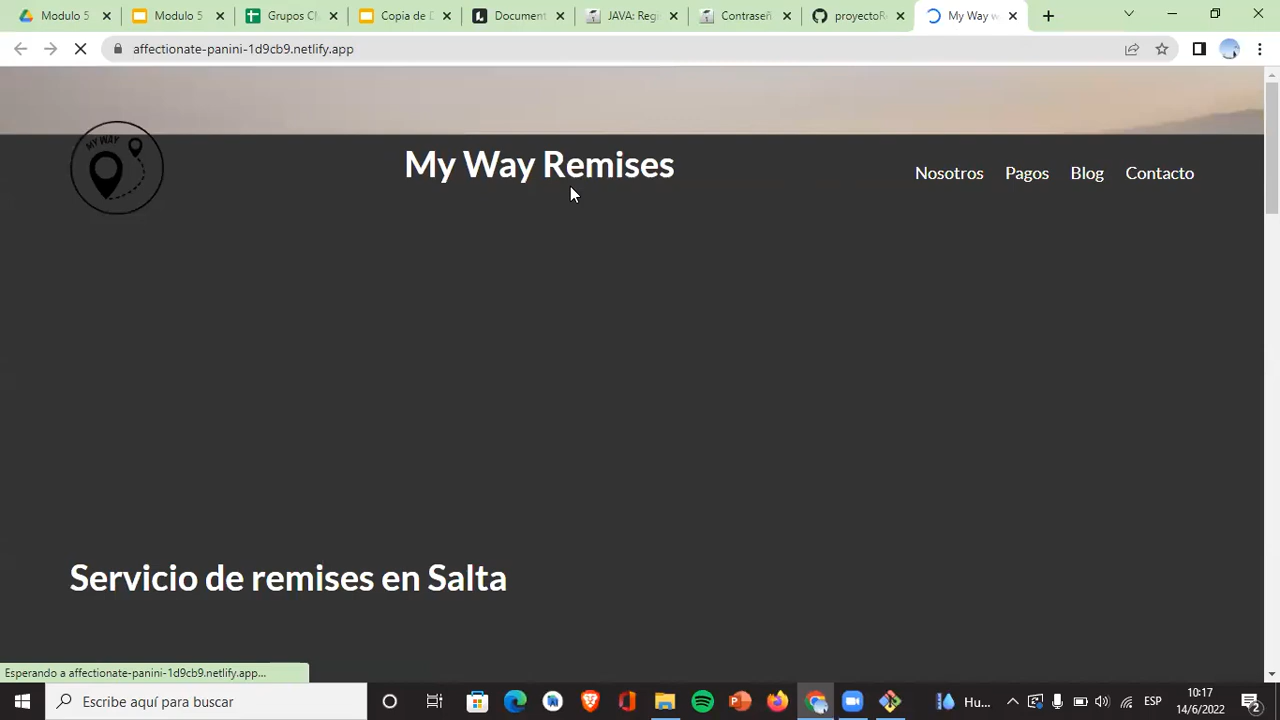 Modulo 5
Modulo 5
Grupos Cl
Copia de D
Document
JAVA: Reg
Contraseñ
proyectoR
My Way w
affectionate-panini-1d9cb9.netlify.app
MY WAY
My Way Remises
Nosotros
Pagos
Blog
Contacto
Servicio de remises en Salta
Esperando a affectionate-panini-1d9cb9.netlify.app...
Escribe aquí para buscar
Hu...
ESP
10:17
14/6/2022
2